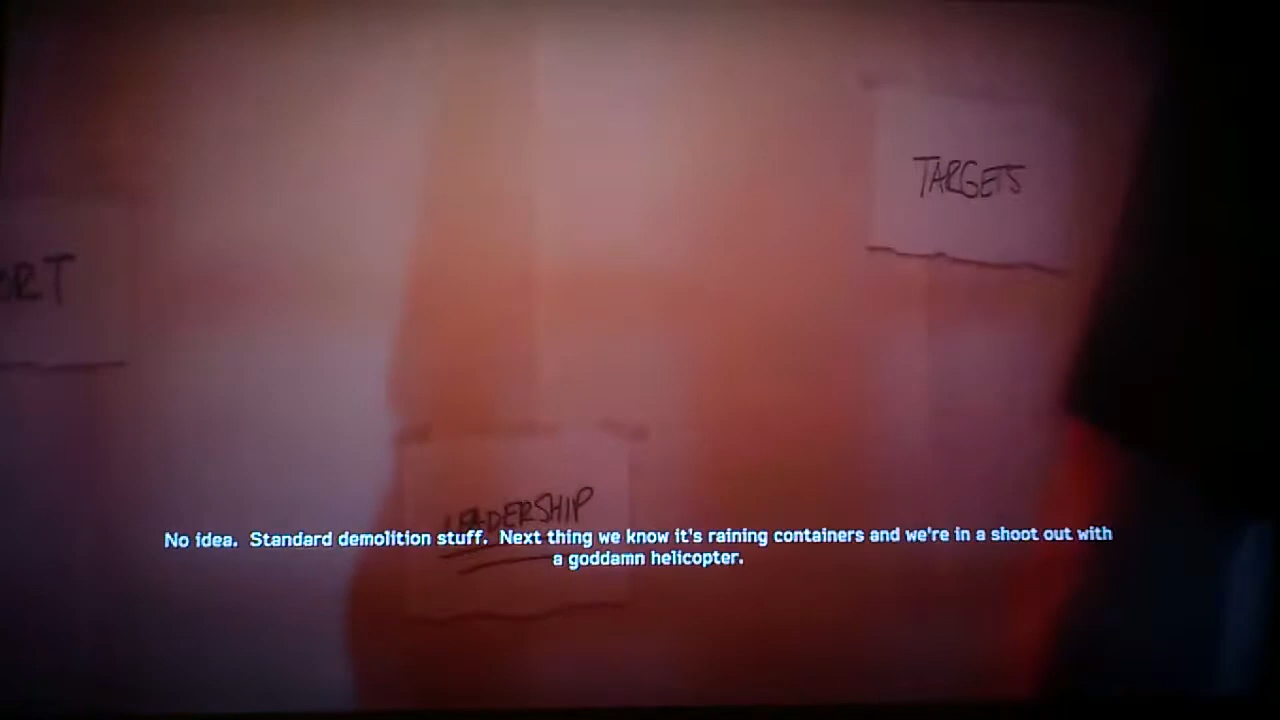 TARGETS
LEADERSHIP
No idea.  Standard demolition stuff.  Next thing we know it's raining containers and we're in a shoot out with
a goddamn helicopter.